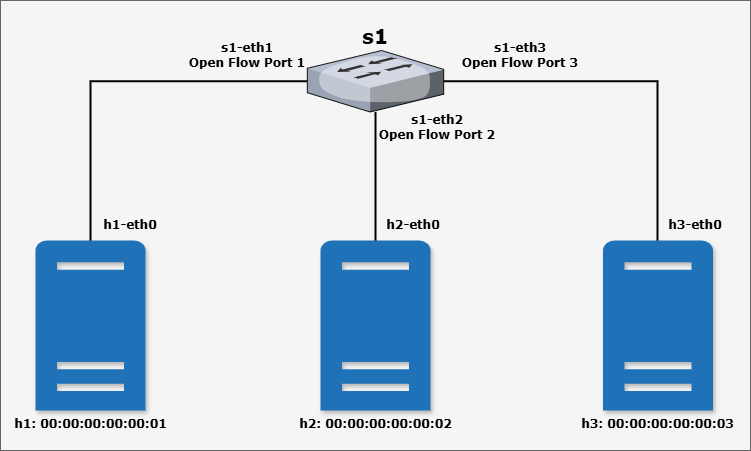 s1
s1-eth1
Open Flow Port 1
s1-eth3
Open Flow Port 3
s1-eth2
Open Flow Port 2
h1-eth0
h2-eth0
h3-eth0
h1: 00:00:00:00:00:01
h2: 00:00:00:00:00:02
h3: 00:00:00:00:00:03